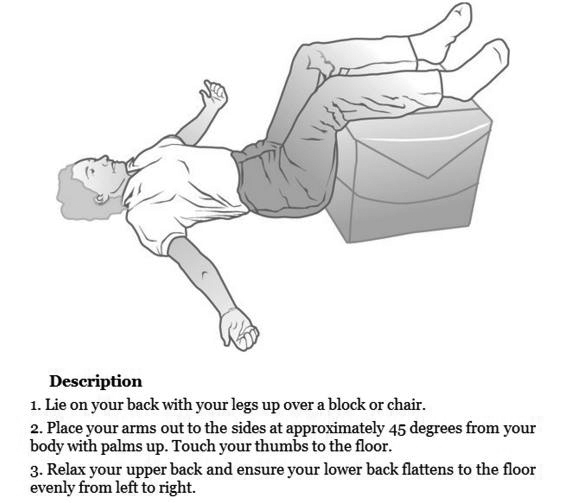 Description
1. Lie on your back with your legs up over a block or chair.
2. Place your arms out to the sides at approximately 45 degrees from your
body with palms up. Touch your thumbs to the floor.
3. Relax your upper back and ensure your lower back flattens to the floor
evenly from left to right.